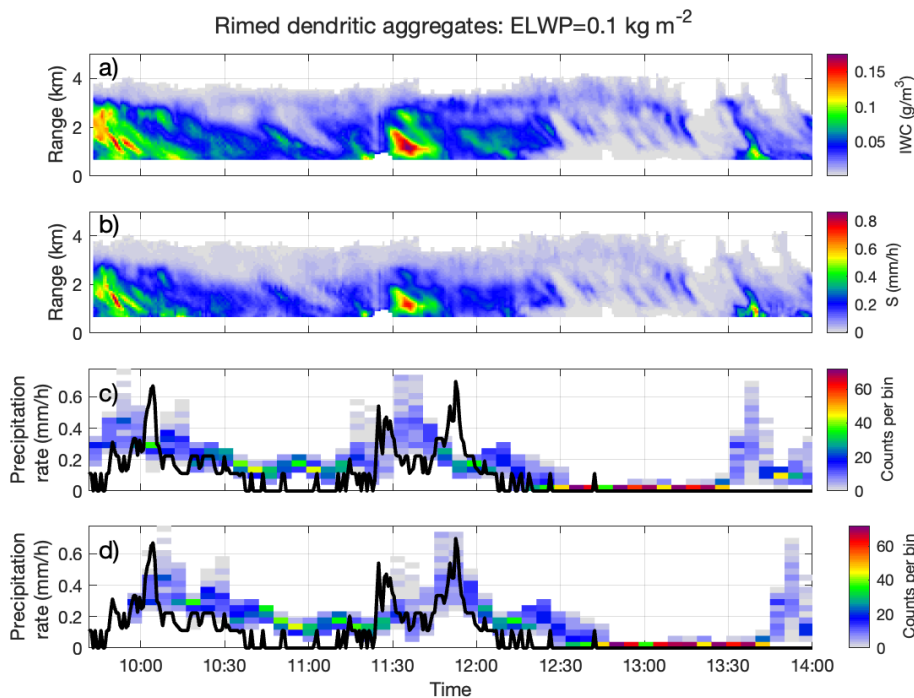 Rimed dendritic aggregates: ELWP=0.1 kg m⁻²
a)
Range (km)
4
2
0
0.15
0.10
0.05
IWC (g/m³)
b)
Range (km)
4
2
0
0.8
0.6
0.4
0.2
0
S (mm/h)
c)
Precipitation
rate (mm/h)
0.6
0.4
0.2
0
60
40
20
0
Counts per bin
d)
Precipitation
rate (mm/h)
0.6
0.4
0.2
0
60
40
20
0
Counts per bin
10:00 10:30 11:00 11:30 12:00 12:30 13:00 13:30 14:00
Time